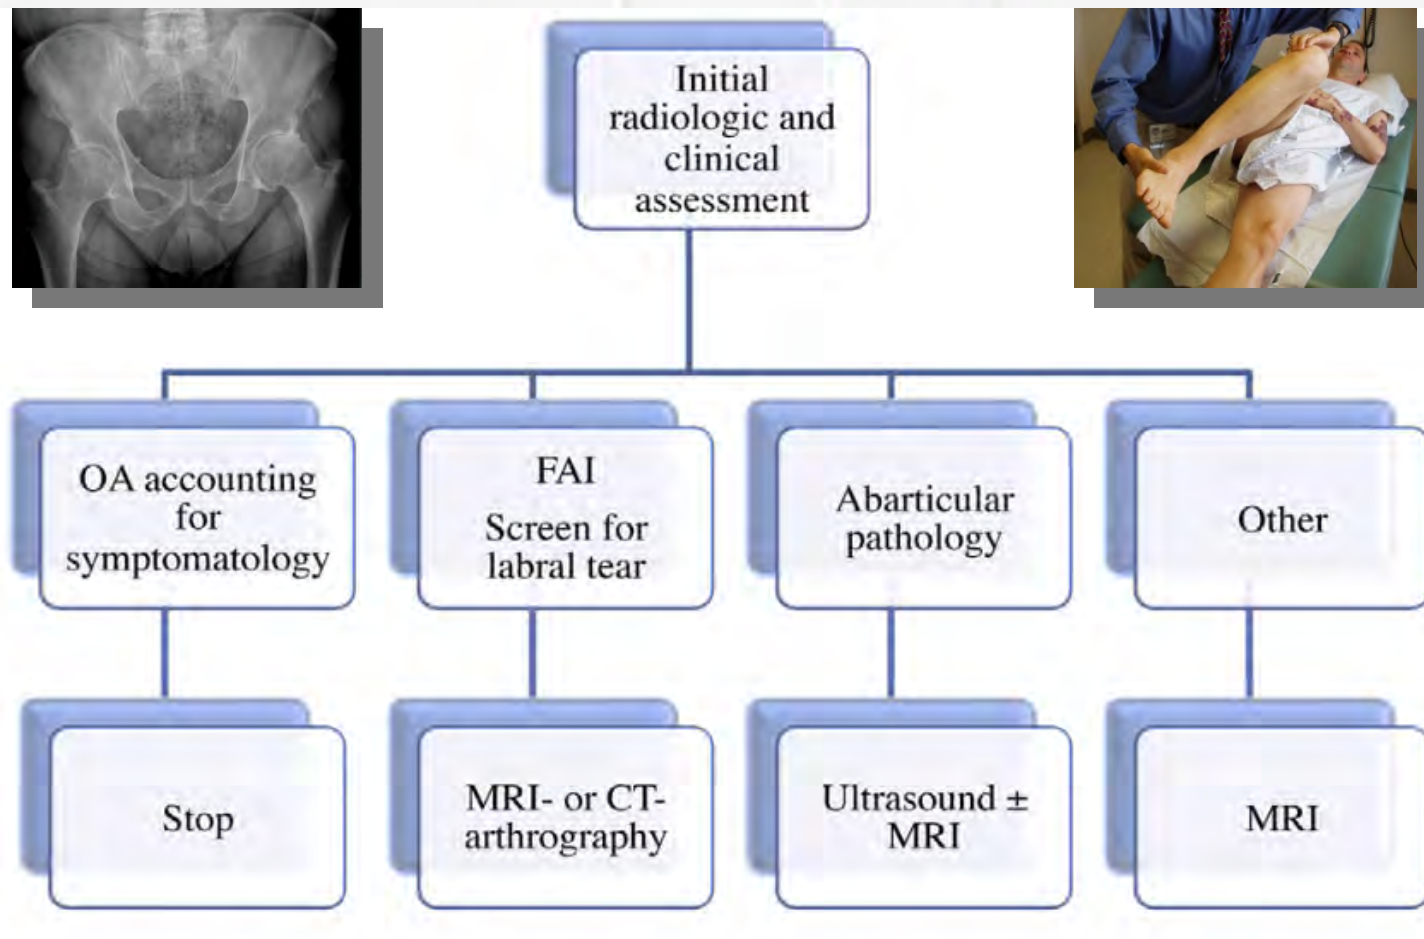 Initial
radiologic and
clinical
assessment
OA accounting
for
symptomatology
FAI
Screen for
labral tear
Abarticular
pathology
Other
Stop
MRI- or CT-
arthrography
Ultrasound ±
MRI
MRI